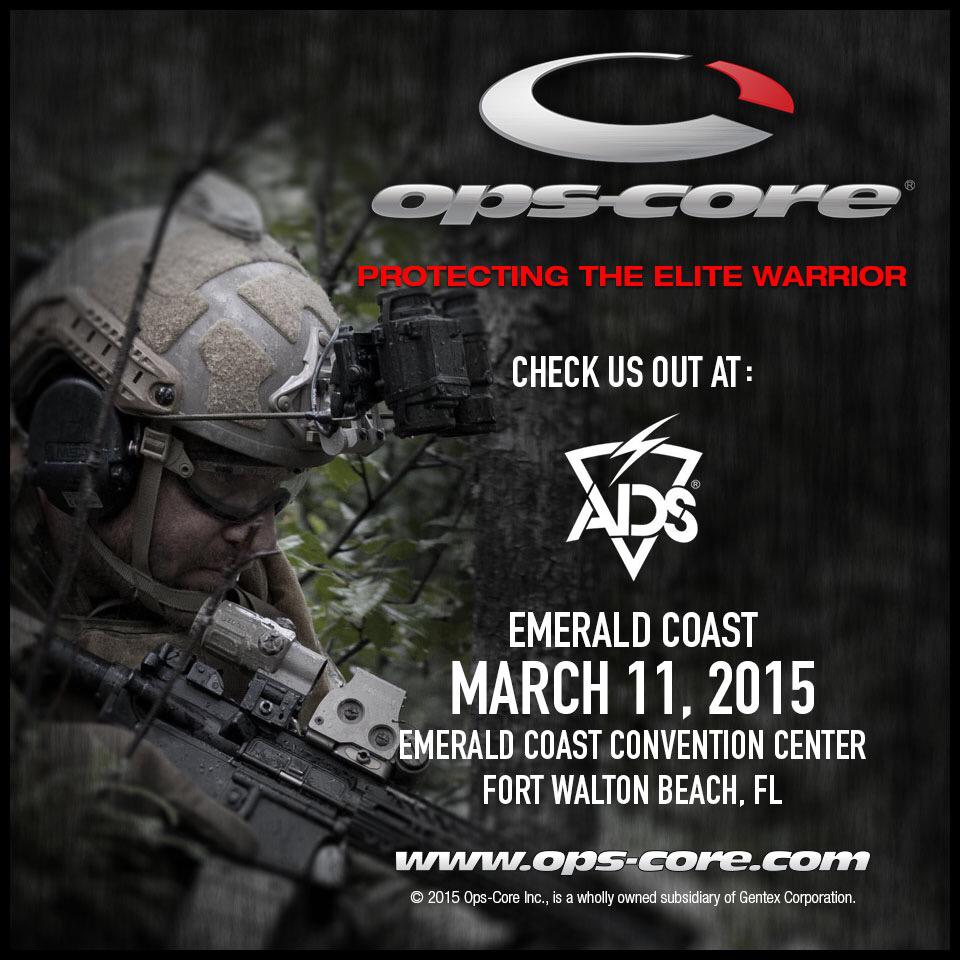 ops-core®
PROTECTING THE ELITE WARRIOR
CHECK US OUT AT:
ADS®
EMERALD COAST
MARCH 11, 2015
EMERALD COAST CONVENTION CENTER
FORT WALTON BEACH, FL
www.ops-core.com
© 2015 Ops-Core Inc., is a wholly owned subsidiary of Gentex Corporation.